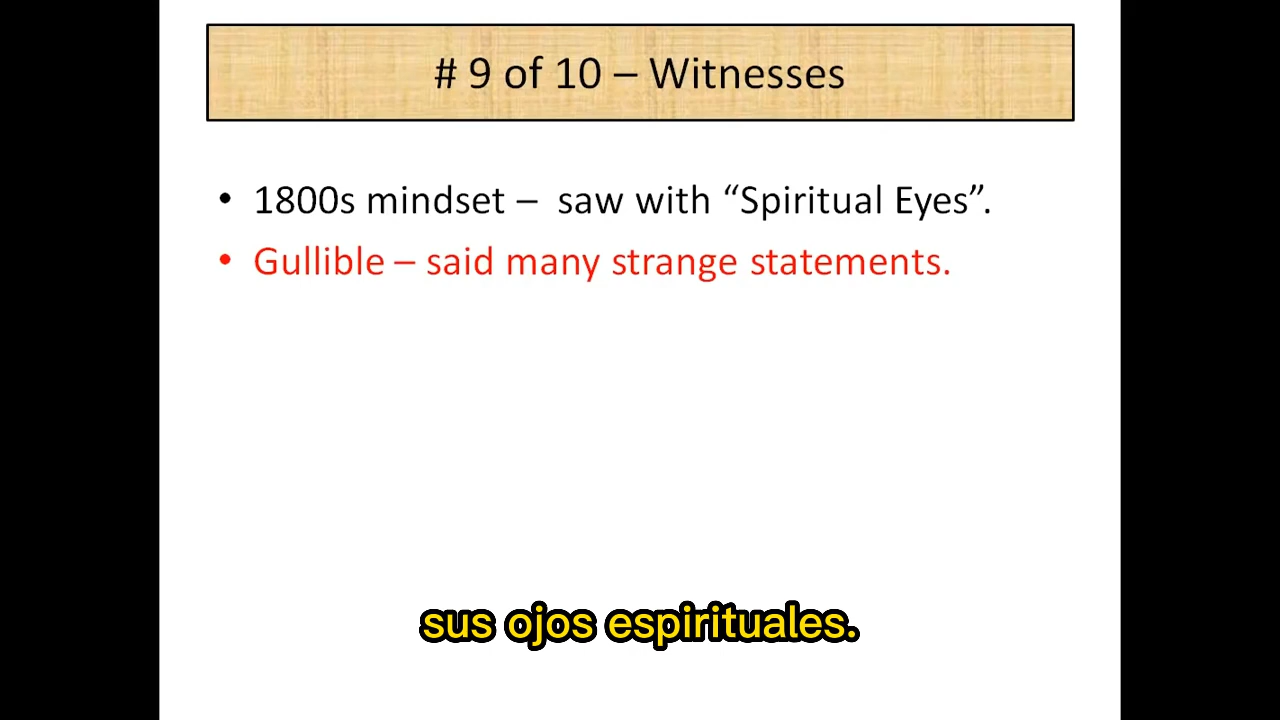 # 9 of 10 – Witnesses
• 1800s mindset –  saw with “Spiritual Eyes”.
• Gullible – said many strange statements.
sus ojos espirituales.